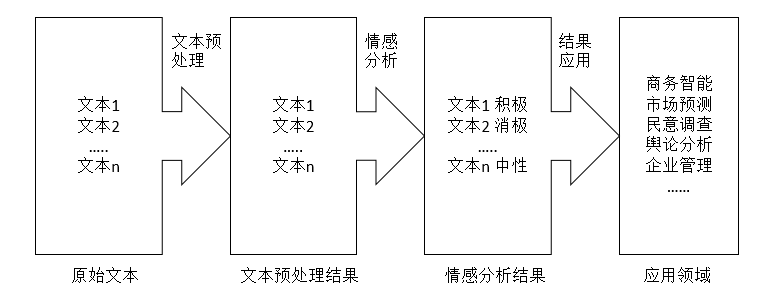 文本预
处理
情感
分析
结果
应用
文本1
文本2
.....
文本n
文本1
文本2
.....
文本n
文本1 积极
文本2 消极
.....
文本n 中性
商务智能
市场预测
民意调查
舆论分析
企业管理
......
原始文本
文本预处理结果
情感分析结果
应用领域